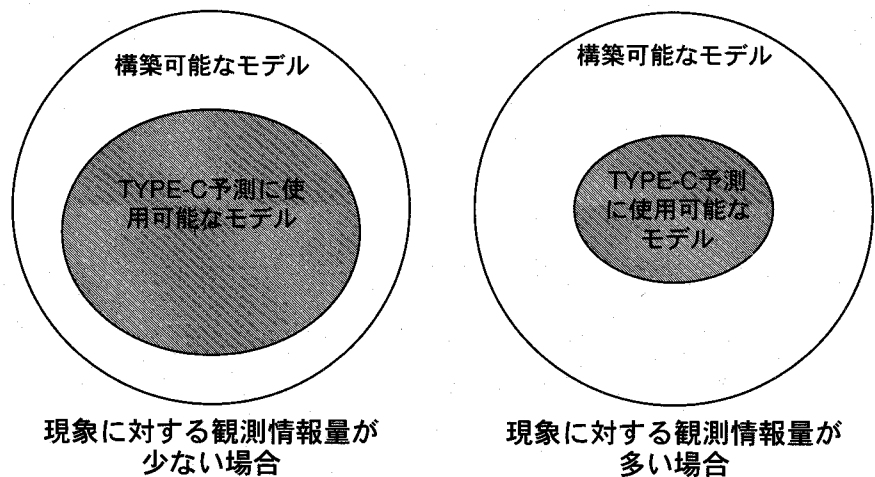 構築可能なモデル
TYPE-C予測に使
用可能なモデル
現象に対する観測情報量が
少ない場合
構築可能なモデル
TYPE-C予測
に使用可能な
モデル
現象に対する観測情報量が
多い場合